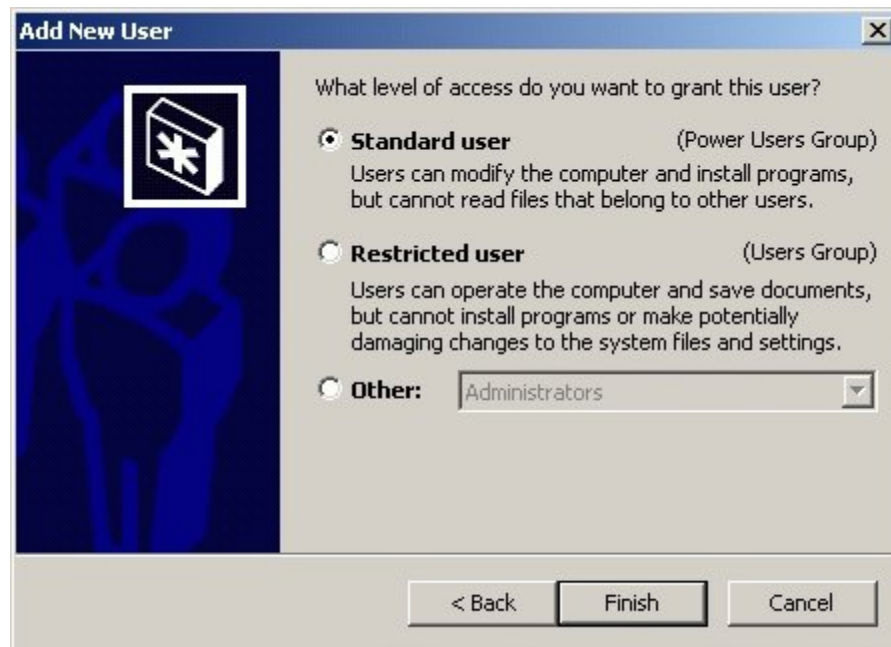 Add New User
What level of access do you want to grant this user?
Standard user (Power Users Group)
Users can modify the computer and install programs,
but cannot read files that belong to other users.
Restricted user (Users Group)
Users can operate the computer and save documents,
but cannot install programs or make potentially
damaging changes to the system files and settings.
Other: Administrators
< Back Finish Cancel